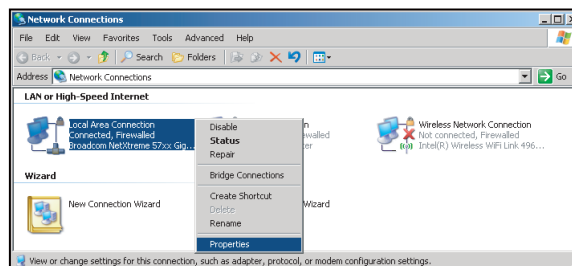 Network Connections
File Edit View Favorites Tools Advanced Help
Back Search Folders
Address Network Connections Go
LAN or High-Speed Internet
Local Area Connection
Connected, Firewalled
Broadcom NetXtreme 57xx Gig...
Wireless Network Connection
Not connected, Firewalled
Intel(R) Wireless WiFi Link 496...
Disable
Status
Repair
Bridge Connections
Create Shortcut
Delete
Rename
Properties
Wizard
New Connection Wizard
Wizard
View or change settings for this connection, such as adapter, protocol, or modem configuration settings.